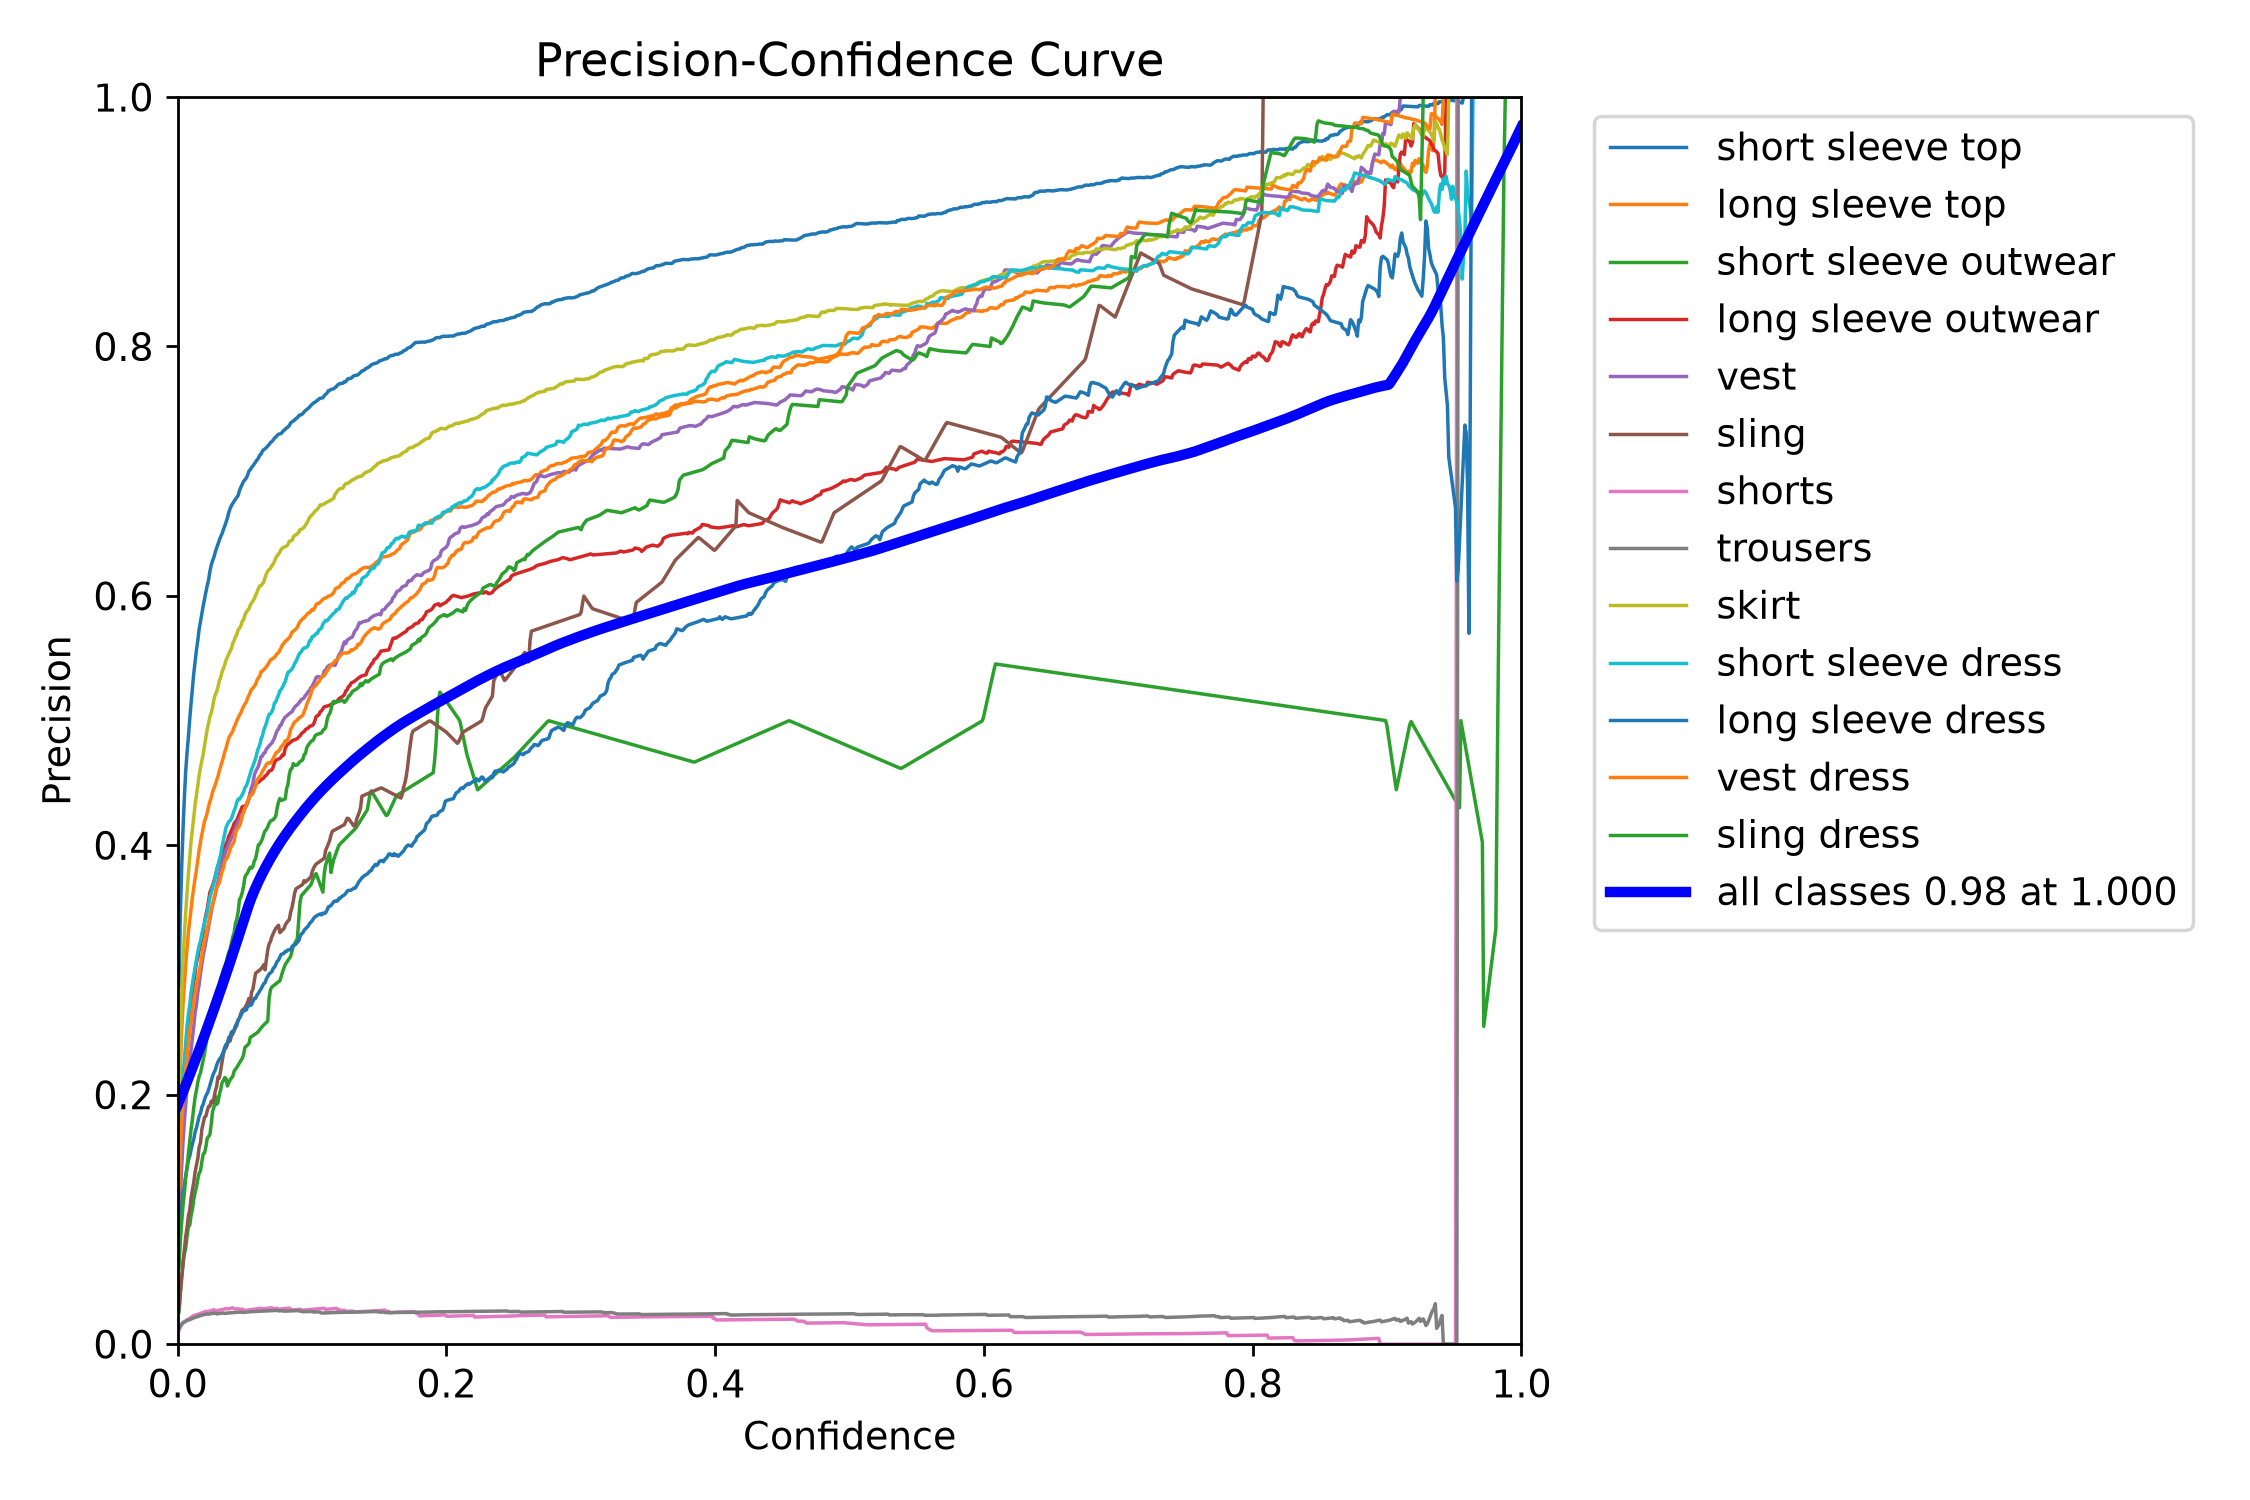 Precision-Confidence Curve
1.0
0.8
0.6
0.4
0.2
0.0
Precision
0.0 0.2 0.4 0.6 0.8 1.0
Confidence
short sleeve top
long sleeve top
short sleeve outwear
long sleeve outwear
vest
sling
shorts
trousers
skirt
short sleeve dress
long sleeve dress
vest dress
sling dress
all classes 0.98 at 1.000